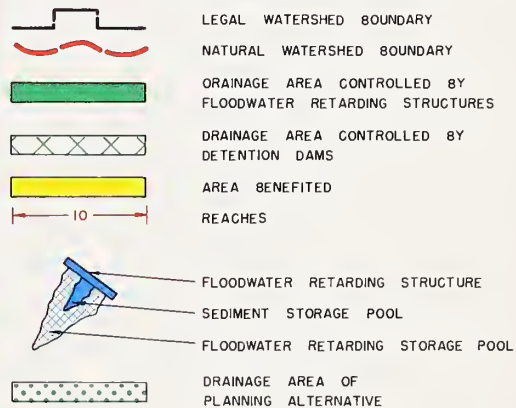 LEGAL WATERSHED 8OUNDARY
NATURAL WATERSHED 8OUNDARY
ORAINAGE AREA CONTROLLED 8Y
FLOODWATER RETARDING STRUCTURES
DRAINAGE AREA CONTROLLED 8Y
DETENTION DAMS
AREA 8ENEFITED
10
REACHES
FLOODWATER RETARDING STRUCTURE
SEDIMENT STORAGE POOL
FLOODWATER RETARDING STORAGE POOL
DRAINAGE AREA OF
PLANNING ALTERNATIVE